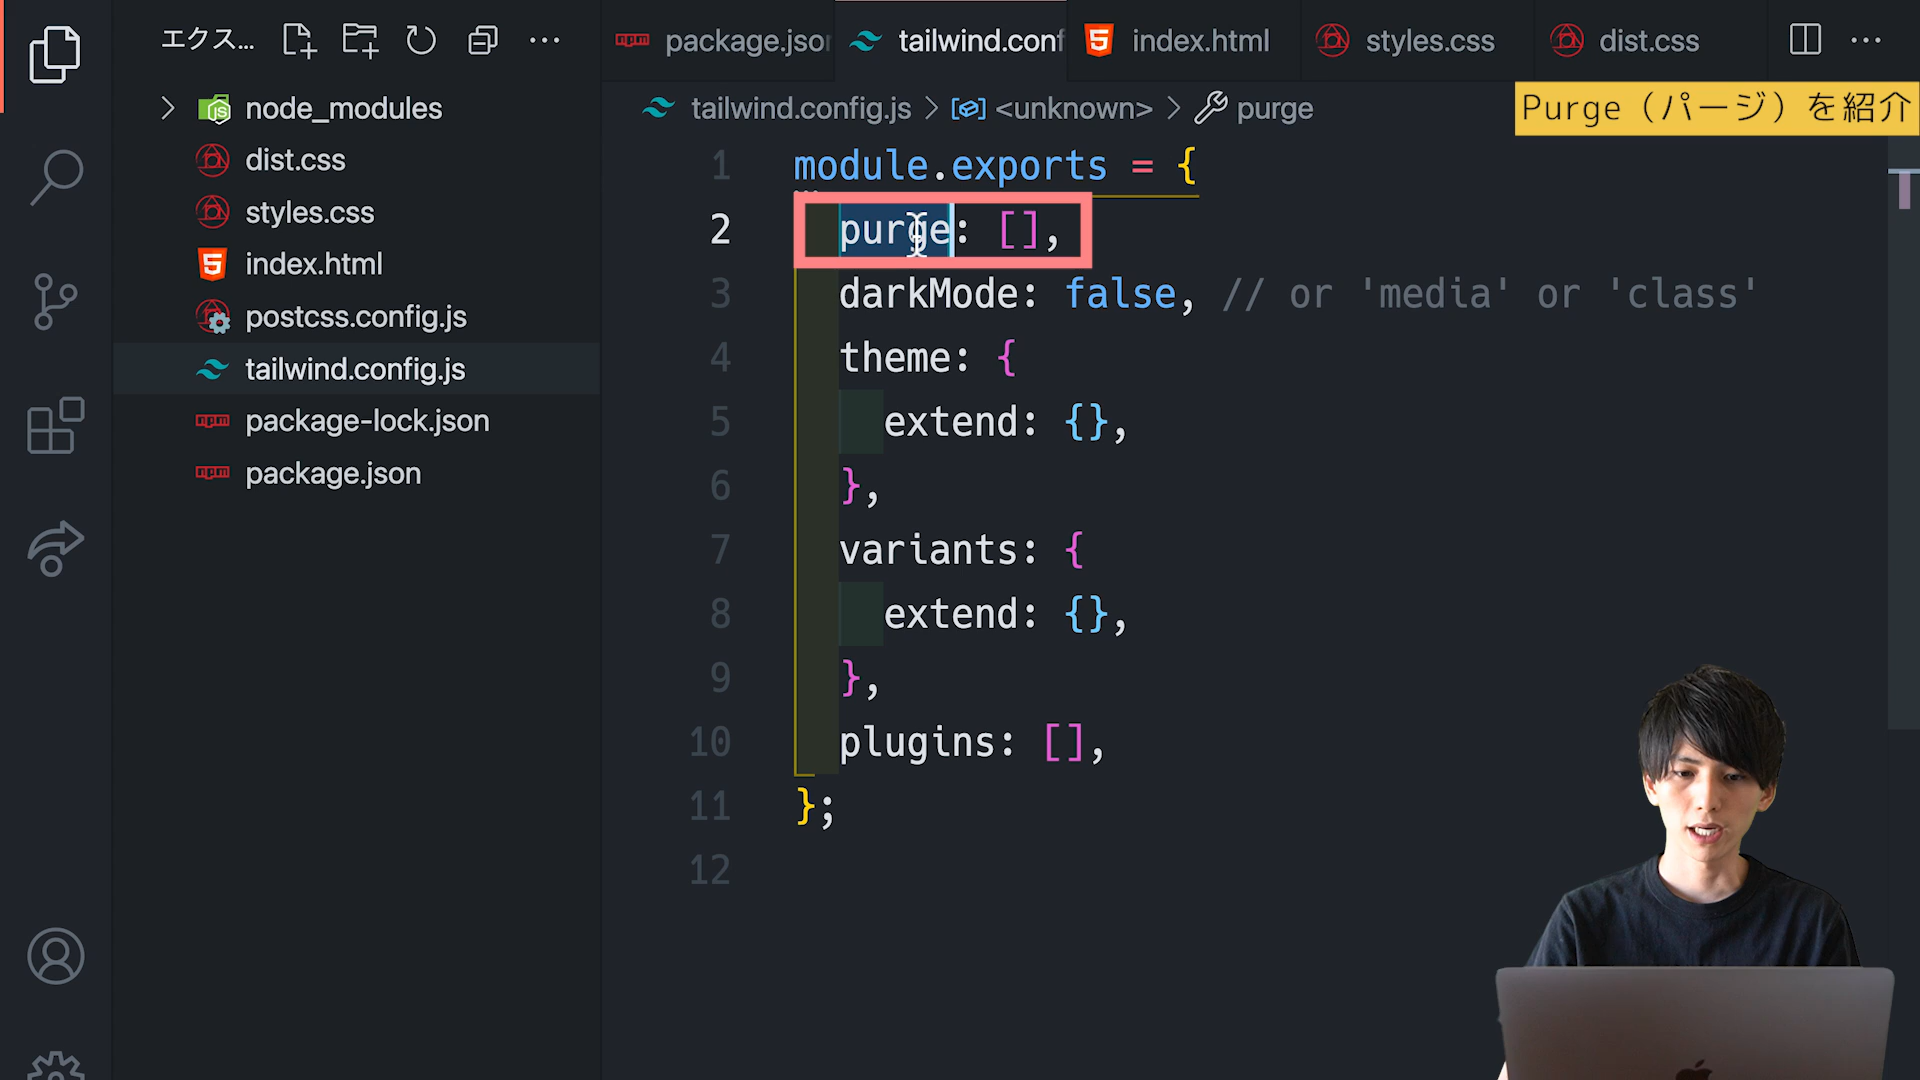 エクス...
package.jsor
tailwind.conf
index.html
styles.css
dist.css
tailwind.config.js > <unknown> > purge
Purge（パージ）を紹介
node_modules
dist.css
styles.css
index.html
postcss.config.js
tailwind.config.js
package-lock.json
package.json
1 module.exports = {
2 purge: [],
3 darkMode: false, // or 'media' or 'class'
4 theme: {
5 extend: {},
6 },
7 variants: {
8 extend: {},
9 },
10 plugins: [],
11 };
12